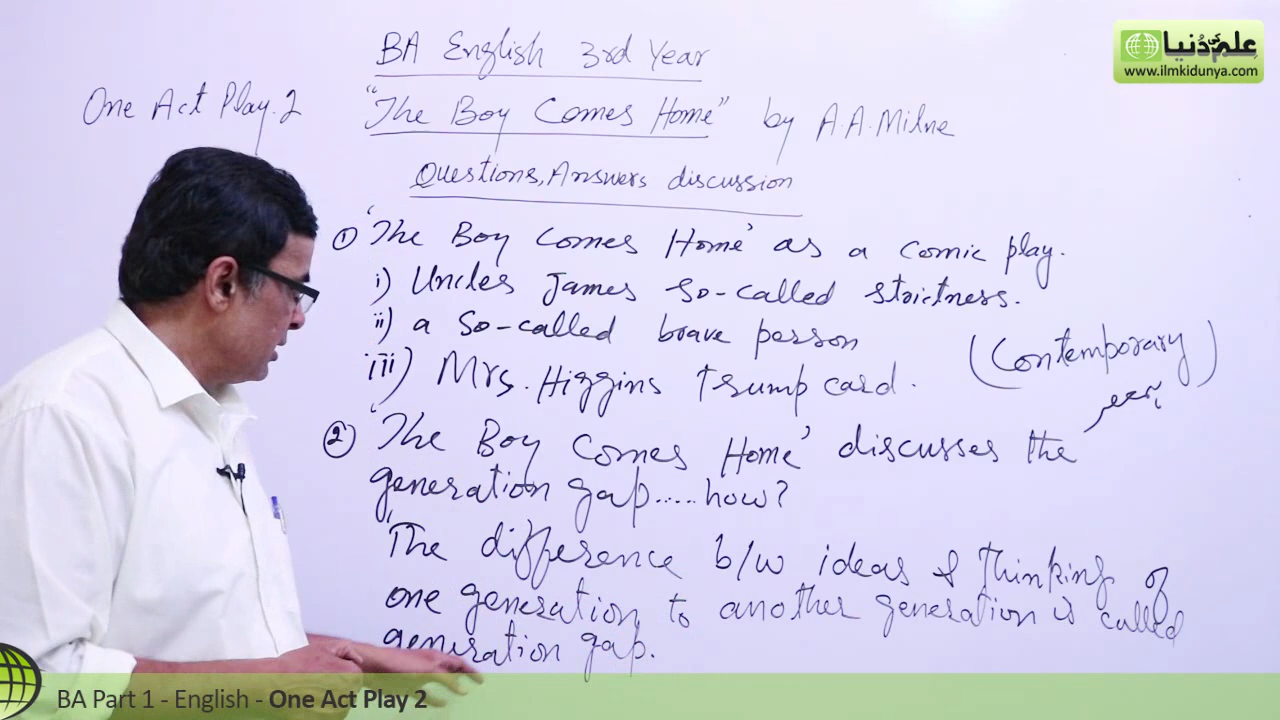 BA English 3rd Year
One Act Play.2 "The Boy Comes Home" by A.A.Milne
Questions,Answers discussion
① 'The Boy Comes Home' as a comic play.
i) Uncles James so-called strictness.
ii) a so-called brave person
iii) Mrs. Higgins trump card. (Contemporary)
② 'The Boy Comes Home' discusses the
generation gap.....how?
The difference b/w ideas & thinking of
one generation to another generation is called
generation gap.
علم کی دُنیا
www.ilmkidunya.com
BA Part 1 - English - One Act Play 2